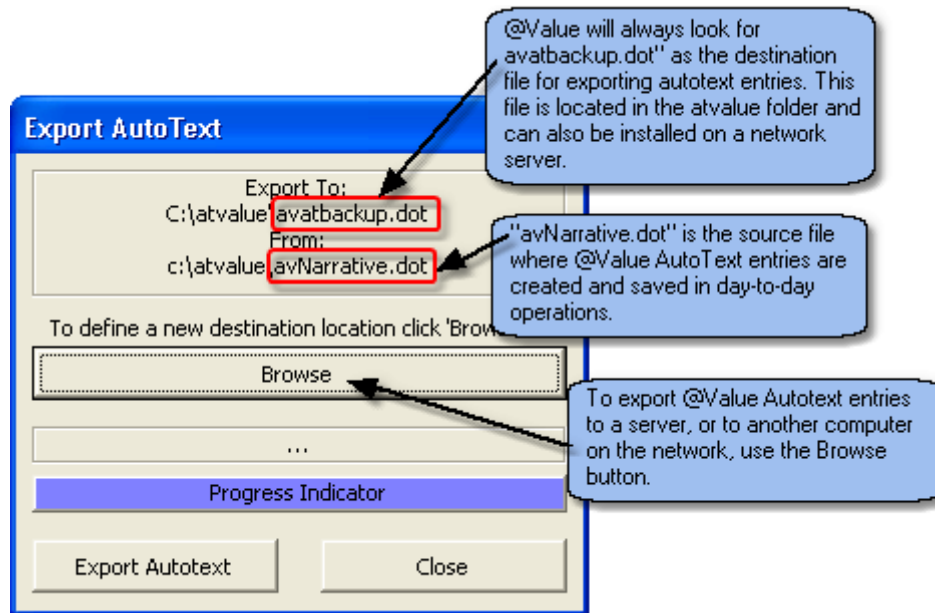 @Value will always look for
avatbackup.dot" as the destination
file for exporting autotext entries. This
file is located in the atvalue folder and
can also be installed on a network
server.
Export AutoText
Export To:
C:\atvalue\avatbackup.dot
From:
c:\atvalue\avNarrative.dot
"avNarrative.dot" is the source file
where @Value AutoText entries are
created and saved in day-to-day
operations.
To define a new destination location click 'Brow
Browse
To export @Value Autotext entries
to a server, or to another computer
on the network, use the Browse
button.
...
Progress Indicator
Export Autotext
Close